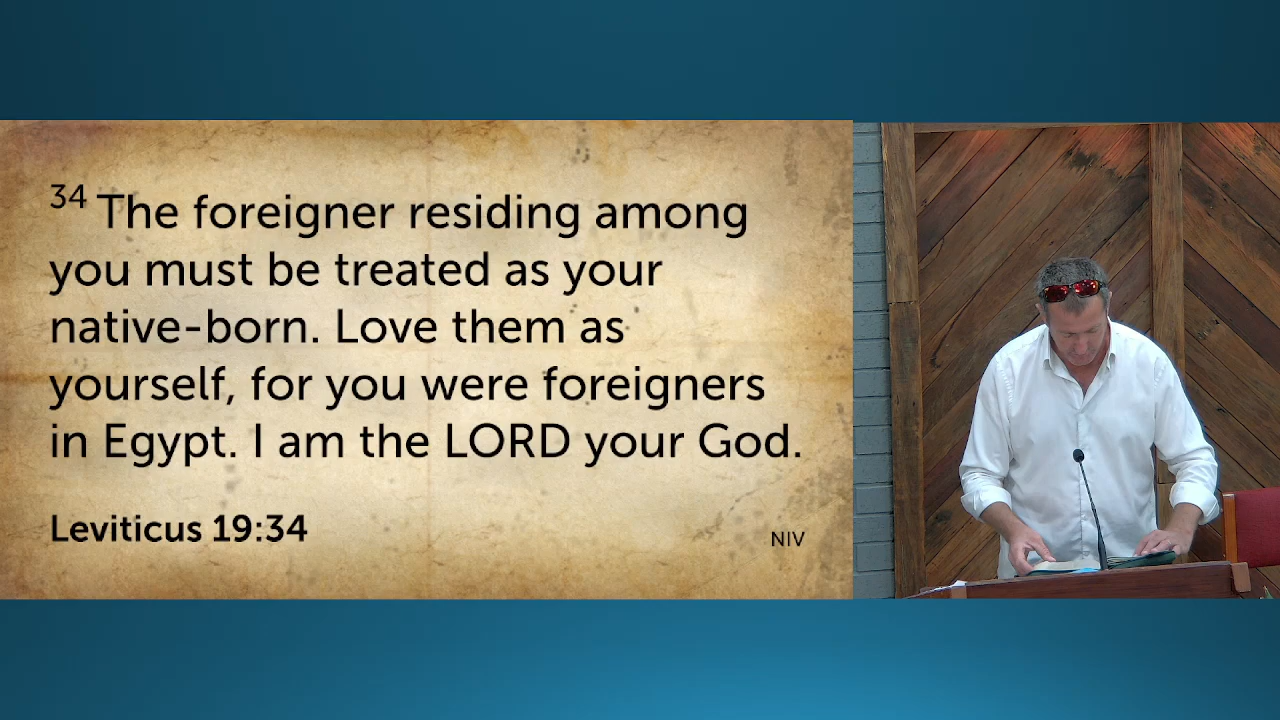 34 The foreigner residing among
you must be treated as your
native-born. Love them as
yourself, for you were foreigners
in Egypt. I am the LORD your God.
Leviticus 19:34
NIV